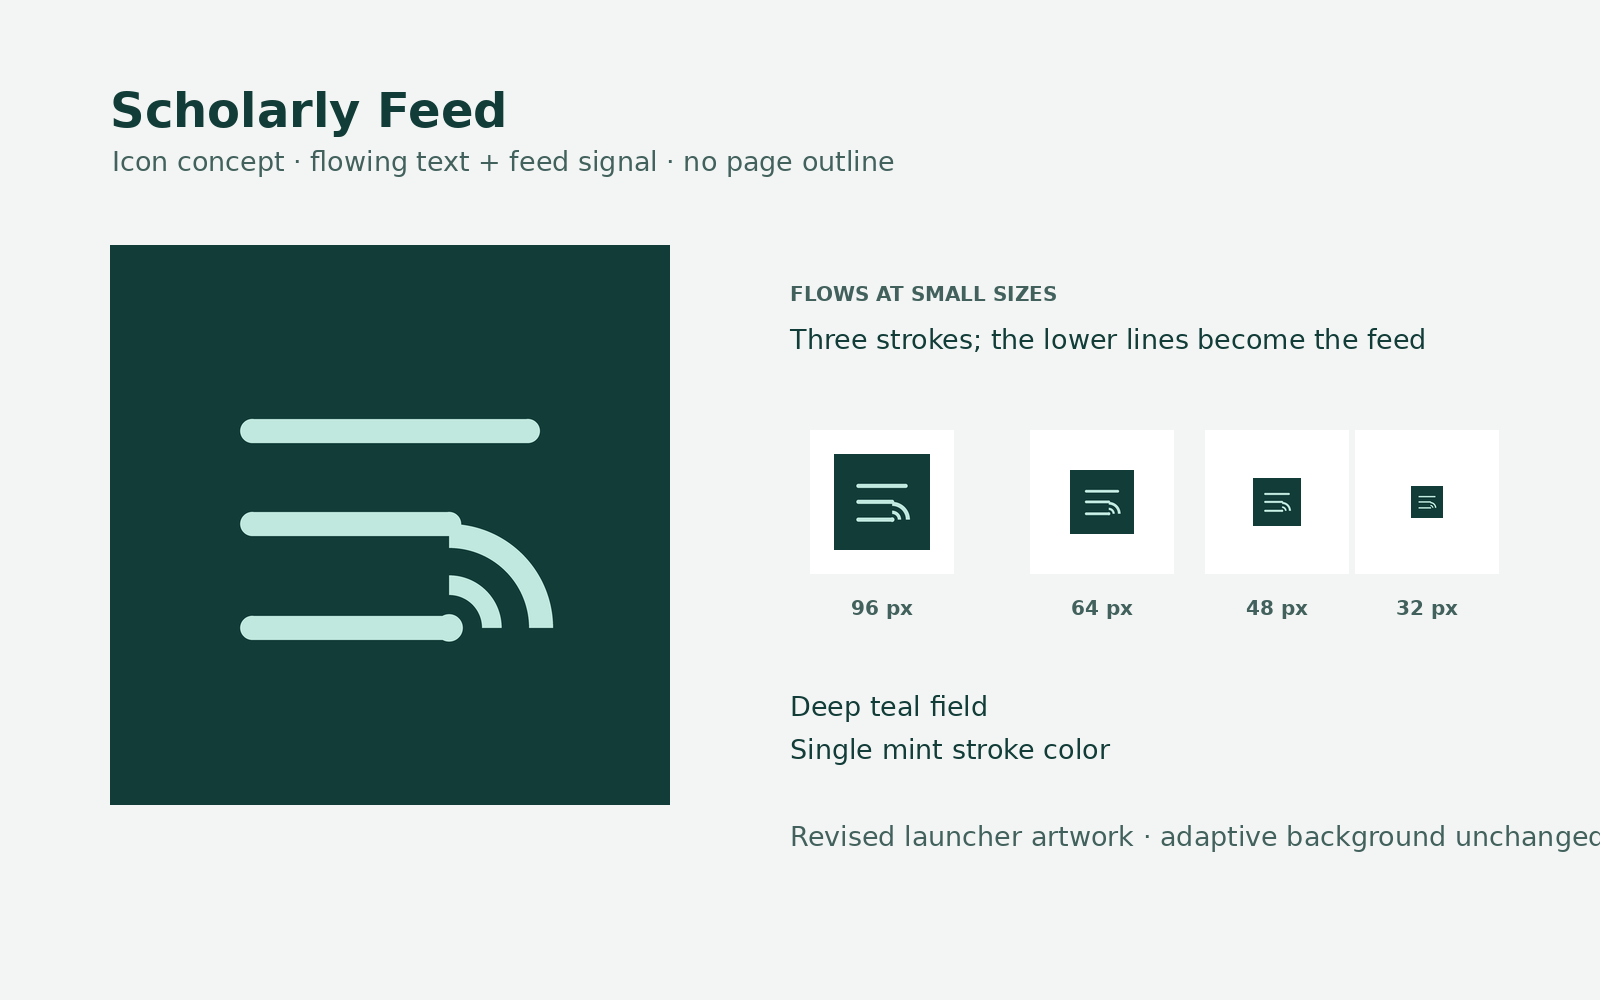 Scholarly Feed
Icon concept · flowing text + feed signal · no page outline
FLOWS AT SMALL SIZES
Three strokes; the lower lines become the feed
96 px
64 px
48 px
32 px
Deep teal field
Single mint stroke color
Revised launcher artwork · adaptive background unchanged